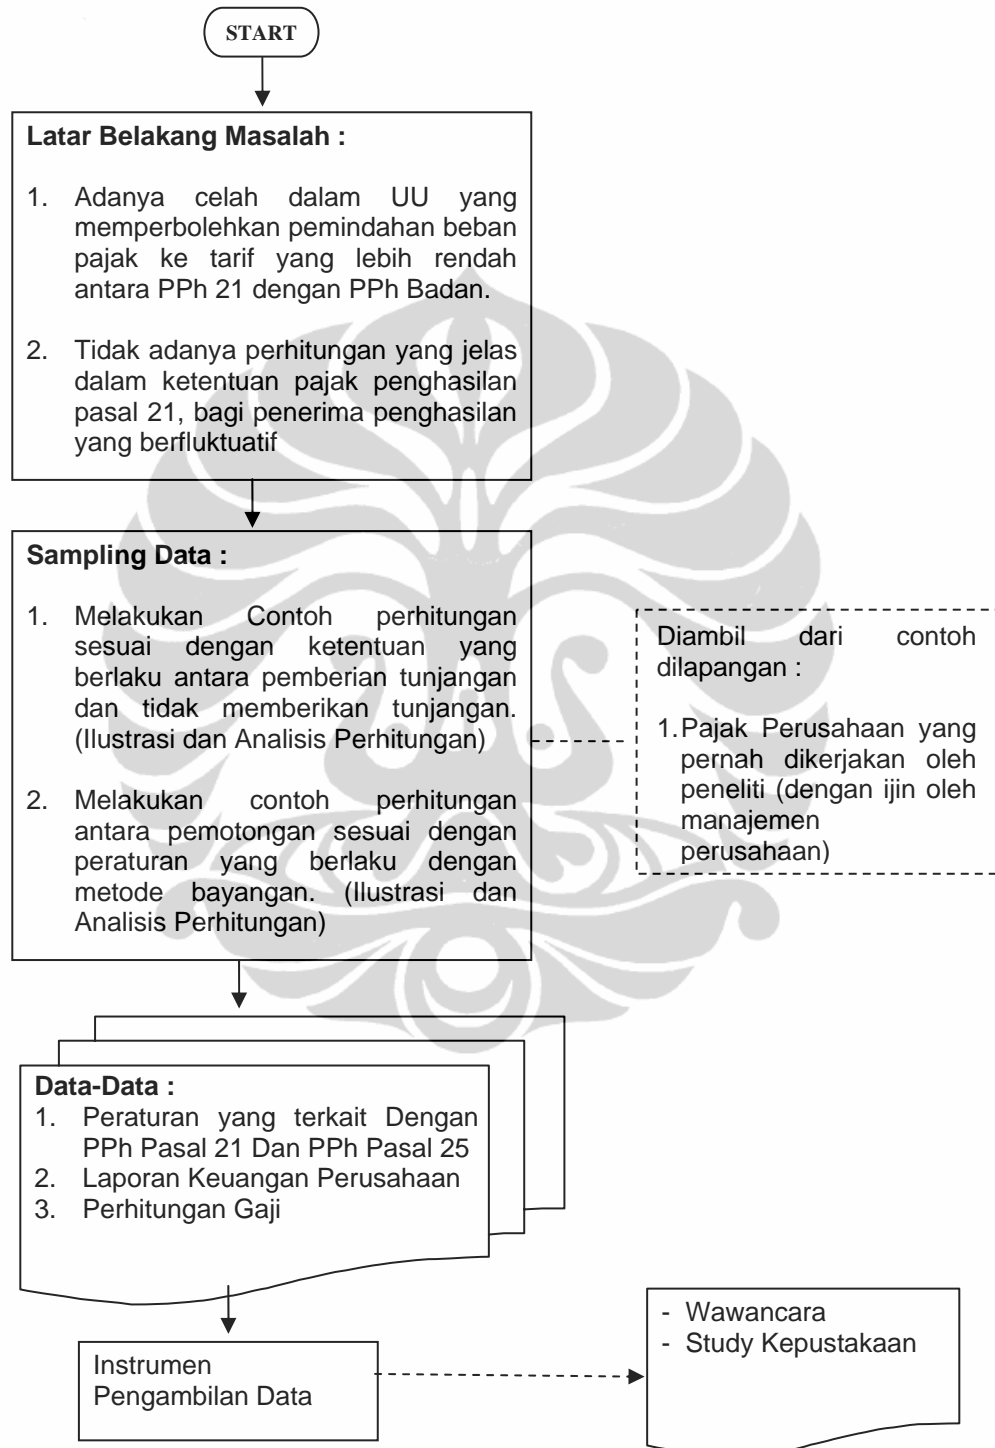 START
Latar Belakang Masalah :
1. Adanya celah dalam UU yang
memperbolehkan pemindahan beban
pajak ke tarif yang lebih rendah
antara PPh 21 dengan PPh Badan.
2. Tidak adanya perhitungan yang jelas
dalam ketentuan pajak penghasilan
pasal 21, bagi penerima penghasilan
yang berfluktuatif
Sampling Data :
1. Melakukan Contoh perhitungan
sesuai dengan ketentuan yang
berlaku antara pemberian tunjangan
dan tidak memberikan tunjangan.
(Ilustrasi dan Analisis Perhitungan)
2. Melakukan contoh perhitungan
antara pemotongan sesuai dengan
peraturan yang berlaku dengan
metode bayangan. (Ilustrasi dan
Analisis Perhitungan)
Diambil dari contoh
dilapangan :
1. Pajak Perusahaan yang
pernah dikerjakan oleh
peneliti (dengan ijin oleh
manajemen
perusahaan)
Data-Data :
1. Peraturan yang terkait Dengan
PPh Pasal 21 Dan PPh Pasal 25
2. Laporan Keuangan Perusahaan
3. Perhitungan Gaji
Instrumen
Pengambilan Data
- Wawancara
- Study Kepustakaan